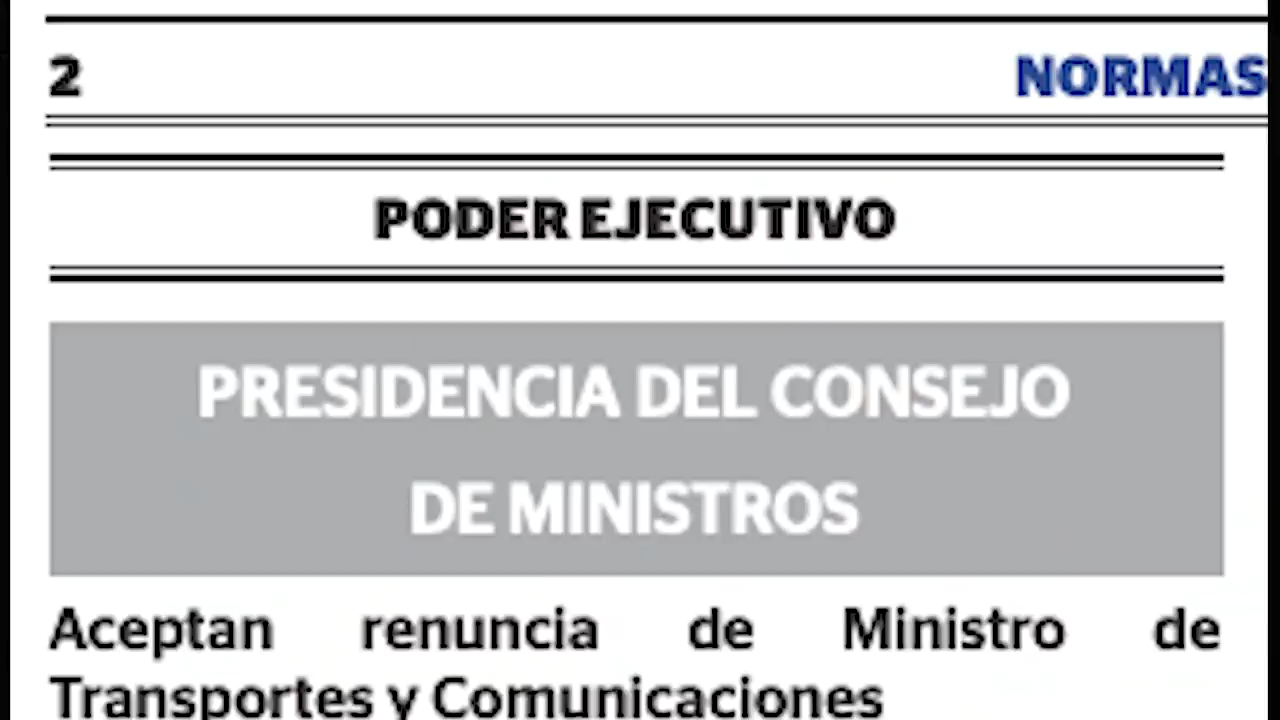 2 NORMAS
PODER EJECUTIVO
PRESIDENCIA DEL CONSEJO
DE MINISTROS
Aceptan renuncia de Ministro de
Transportes y Comunicaciones